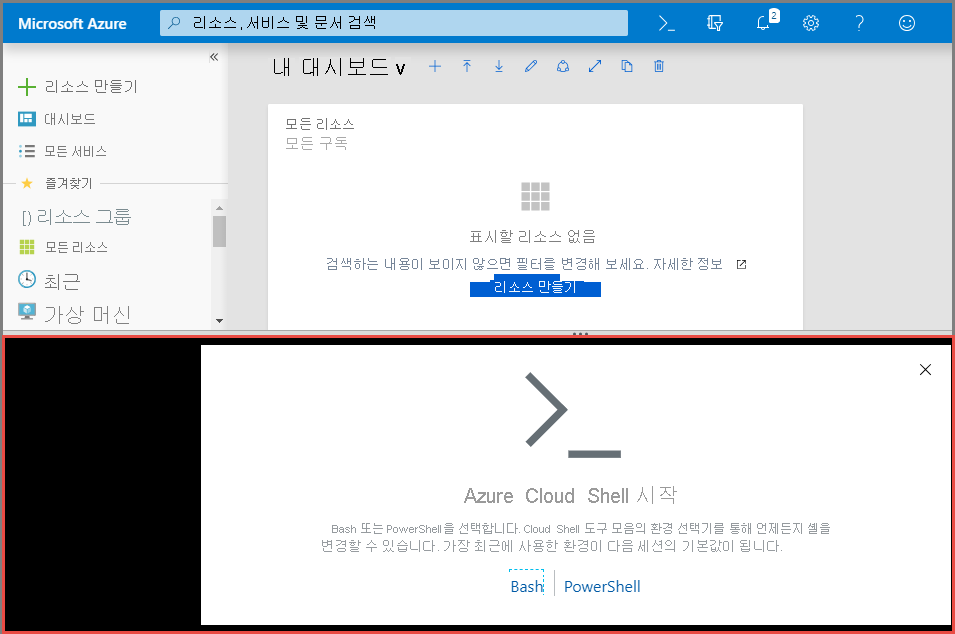 Microsoft Azure
리소스, 서비스 및 문서 검색
2
«
리소스 만들기
대시보드
모든 서비스
즐겨찾기
리소스 그룹
모든 리소스
최근
가상 머신
내 대시보드 v
모든 리소스
모든 구독
표시할 리소스 없음
검색하는 내용이 보이지 않으면 필터를 변경해 보세요. 자세한 정보
리소스 만들기
Azure Cloud Shell 시작
Bash 또는 PowerShell을 선택합니다. Cloud Shell 도구 모음의 환경 선택기를 통해 언제든지 셸을
변경할 수 있습니다. 가장 최근에 사용한 환경이 다음 세션의 기본값이 됩니다.
Bash
PowerShell